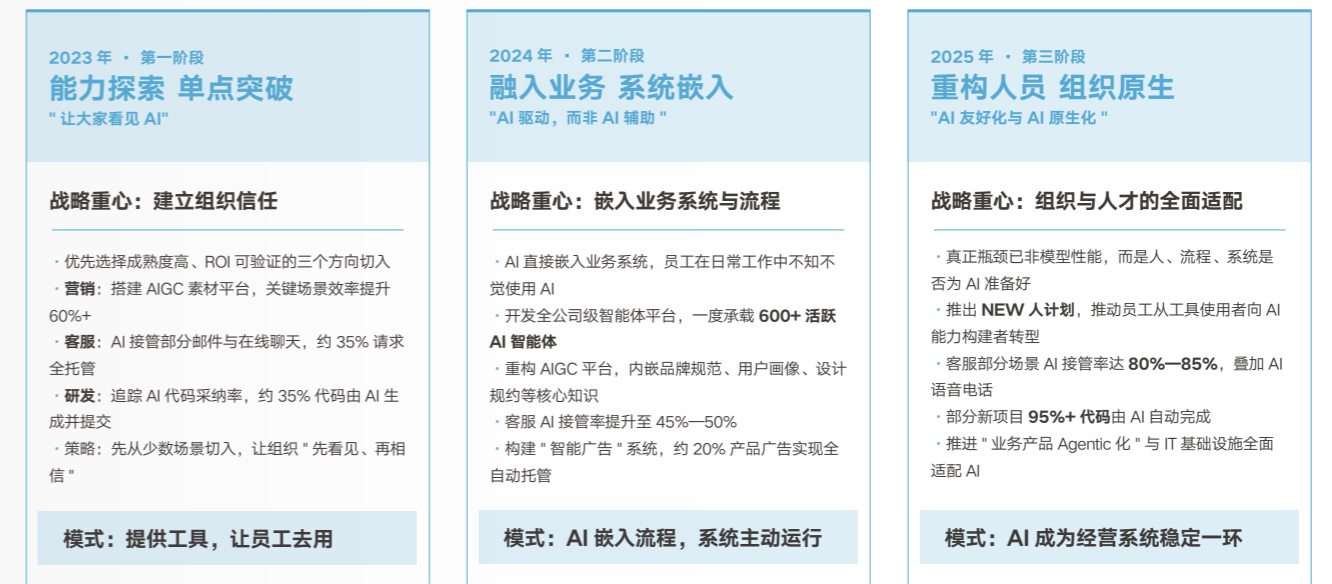 2023 年 · 第一阶段
能力探索 单点突破
" 让大家看见 AI"
战略重心：建立组织信任
· 优先选择成熟度高、ROI 可验证的三个方向切入
· 营销：搭建 AIGC 素材平台，关键场景效率提升
60%+
· 客服：AI 接管部分邮件与在线聊天，约 35% 请求
全托管
· 研发：追踪 AI 代码采纳率，约 35% 代码由 AI 生
成并提交
· 策略：先从少数场景切入，让组织 " 先看见、再相
信 "
模式：提供工具，让员工去用
2024 年 · 第二阶段
融入业务 系统嵌入
"AI 驱动，而非 AI 辅助 "
战略重心：嵌入业务系统与流程
· AI 直接嵌入业务系统，员工在日常工作中不知不
觉使用 AI
· 开发全公司级智能体平台，一度承载 600+ 活跃
AI 智能体
· 重构 AIGC 平台，内嵌品牌规范、用户画像、设计
规约等核心知识
· 客服 AI 接管率提升至 45%—50%
· 构建 " 智能广告 " 系统，约 20% 产品广告实现全
自动托管
模式：AI 嵌入流程，系统主动运行
2025 年 · 第三阶段
重构人员 组织原生
"AI 友好化与 AI 原生化 "
战略重心：组织与人才的全面适配
· 真正瓶颈已非模型性能，而是人、流程、系统是
否为 AI 准备好
· 推出 NEW 人计划，推动员工从工具使用者向 AI
能力构建者转型
· 客服部分场景 AI 接管率达 80%—85%，叠加 AI
语音电话
· 部分新项目 95%+ 代码由 AI 自动完成
· 推进 " 业务产品 Agentic 化 " 与 IT 基础设施全面
适配 AI
模式：AI 成为经营系统稳定一环